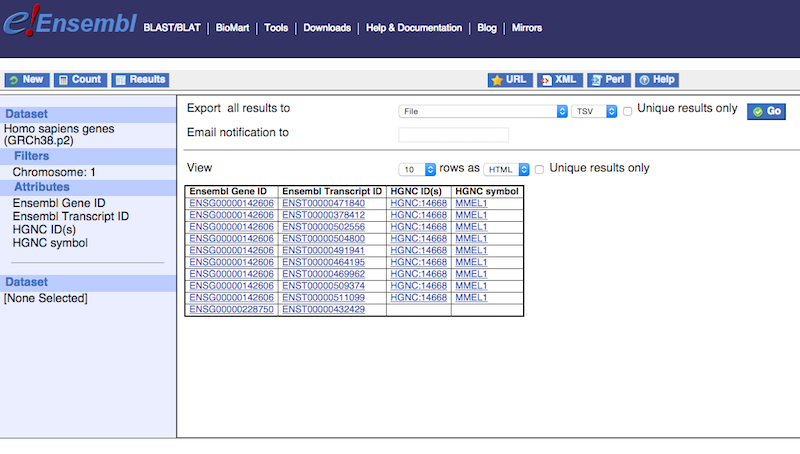 e!Ensembl BLAST/BLAT | BioMart | Tools | Downloads | Help & Documentation | Blog | Mirrors
New Count Results URL XML Perl Help
Dataset
Homo sapiens genes
(GRCh38.p2)
Filters
Chromosome: 1
Attributes
Ensembl Gene ID
Ensembl Transcript ID
HGNC ID(s)
HGNC symbol
Dataset
[None Selected]
Export all results to File TSV Unique results only Go
Email notification to
View 10 rows as HTML Unique results only
Ensembl Gene ID Ensembl Transcript ID HGNC ID(s) HGNC symbol
ENSG00000142606 ENST00000471840 HGNC:14668 MMEL1
ENSG00000142606 ENST00000378412 HGNC:14668 MMEL1
ENSG00000142606 ENST00000502556 HGNC:14668 MMEL1
ENSG00000142606 ENST00000504800 HGNC:14668 MMEL1
ENSG00000142606 ENST00000491941 HGNC:14668 MMEL1
ENSG00000142606 ENST00000464195 HGNC:14668 MMEL1
ENSG00000142606 ENST00000469962 HGNC:14668 MMEL1
ENSG00000142606 ENST00000509374 HGNC:14668 MMEL1
ENSG00000142606 ENST00000511099 HGNC:14668 MMEL1
ENSG00000228750 ENST00000432429